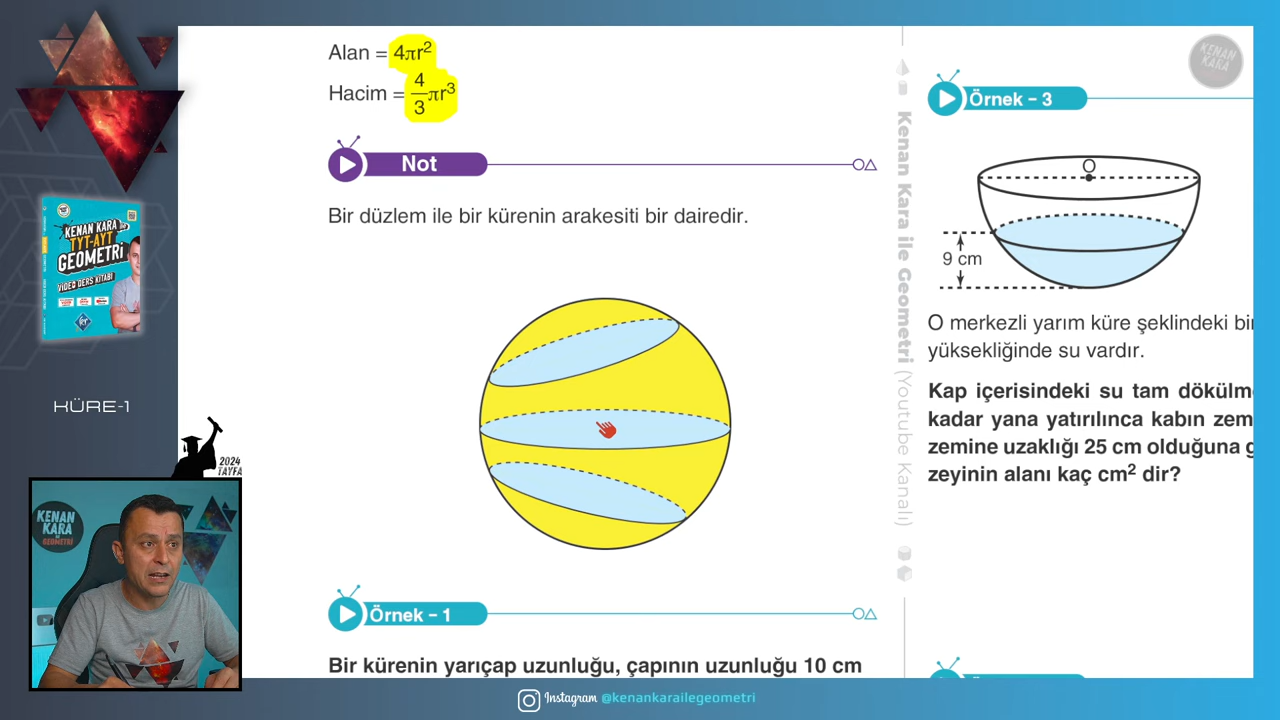 Alan = 4πr²
Hacim = 4/3 πr³
Not
Bir düzlem ile bir kürenin arakesiti bir dairedir.
Örnek – 1
Bir kürenin yarıçap uzunluğu, çapının uzunluğu 10 cm
Kenan Kara ile Geometri (Youtube Kanalı)
KENAN
KARA
Örnek – 3
O
9 cm
O merkezli yarım küre şeklindeki bir
yüksekliğinde su vardır.
Kap içerisindeki su tam dökülm
kadar yana yatırılınca kabın zem
zemine uzaklığı 25 cm olduğuna g
zeyinin alanı kaç cm² dir?
KENAN KARA ile
TYT-AYT
GEOMETRİ
VİDEO DERS KİTABI
KÜRE-1
2024
TAYFA
KENAN
KARA
GEOMETRİ
Instagram @kenankarailegeometri